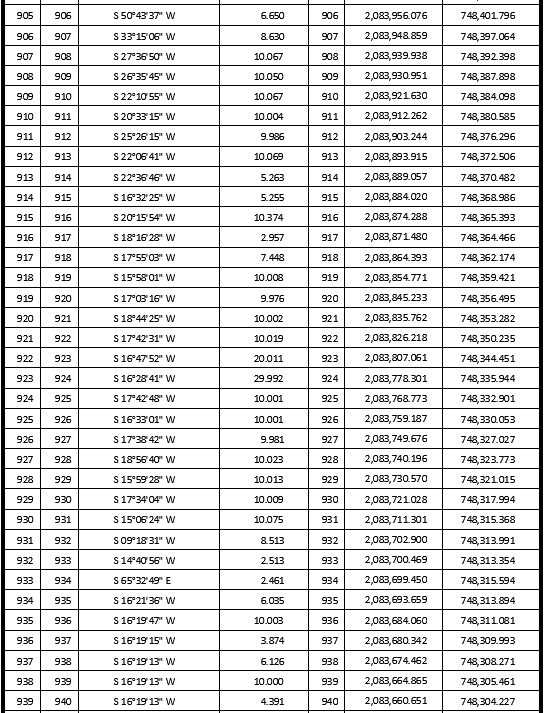 905 906 S 50°43'37" W 6.650 906 2,083,956.076 748,401.796
906 907 S 33°15'06" W 8.630 907 2,083,948.859 748,397.064
907 908 S 27°36'50" W 10.067 908 2,083,939.938 748,392.398
908 909 S 26°35'45" W 10.050 909 2,083,930.951 748,387.898
909 910 S 22°10'55" W 10.067 910 2,083,921.630 748,384.098
910 911 S 20°33'15" W 10.004 911 2,083,912.262 748,380.585
911 912 S 25°26'15" W 9.986 912 2,083,903.244 748,376.296
912 913 S 22°06'41" W 10.069 913 2,083,893.915 748,372.506
913 914 S 22°36'46" W 5.263 914 2,083,889.057 748,370.482
914 915 S 16°32'25" W 5.255 915 2,083,884.020 748,368.986
915 916 S 20°15'54" W 10.374 916 2,083,874.288 748,365.393
916 917 S 18°16'28" W 2.957 917 2,083,871.480 748,364.466
917 918 S 17°55'03" W 7.448 918 2,083,864.393 748,362.174
918 919 S 15°58'01" W 10.008 919 2,083,854.771 748,359.421
919 920 S 17°03'16" W 9.976 920 2,083,845.233 748,356.495
920 921 S 18°44'25" W 10.002 921 2,083,835.762 748,353.282
921 922 S 17°42'31" W 10.019 922 2,083,826.218 748,350.235
922 923 S 16°47'52" W 20.011 923 2,083,807.061 748,344.451
923 924 S 16°28'41" W 29.992 924 2,083,778.301 748,335.944
924 925 S 17°42'48" W 10.001 925 2,083,768.773 748,332.901
925 926 S 16°33'01" W 10.001 926 2,083,759.187 748,330.053
926 927 S 17°38'42" W 9.981 927 2,083,749.676 748,327.027
927 928 S 18°56'40" W 10.023 928 2,083,740.196 748,323.773
928 929 S 15°59'28" W 10.013 929 2,083,730.570 748,321.015
929 930 S 17°34'04" W 10.009 930 2,083,721.028 748,317.994
930 931 S 15°06'24" W 10.075 931 2,083,711.301 748,315.368
931 932 S 09°18'31" W 8.513 932 2,083,702.900 748,313.991
932 933 S 14°40'56" W 2.513 933 2,083,700.469 748,313.354
933 934 S 65°32'49" E 2.461 934 2,083,699.450 748,315.594
934 935 S 16°21'36" W 6.035 935 2,083,693.659 748,313.894
935 936 S 16°19'47" W 10.003 936 2,083,684.060 748,311.081
936 937 S 16°19'15" W 3.874 937 2,083,680.342 748,309.993
937 938 S 16°19'13" W 6.126 938 2,083,674.462 748,308.271
938 939 S 16°19'13" W 10.000 939 2,083,664.865 748,305.461
939 940 S 16°19'13" W 4.391 940 2,083,660.651 748,304.227